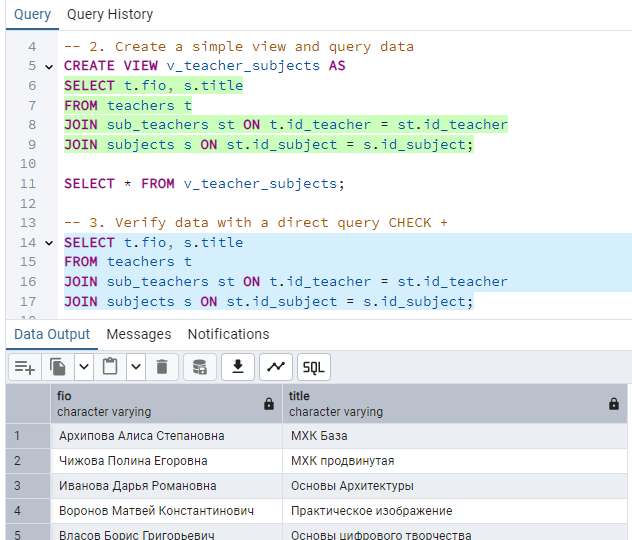 Query Query History
4 -- 2. Create a simple view and query data
5 CREATE VIEW v_teacher_subjects AS
6 SELECT t.fio, s.title
7 FROM teachers t
8 JOIN sub_teachers st ON t.id_teacher = st.id_teacher
9 JOIN subjects s ON st.id_subject = s.id_subject;
10
11 SELECT * FROM v_teacher_subjects;
12
13 -- 3. Verify data with a direct query CHECK +
14 SELECT t.fio, s.title
15 FROM teachers t
16 JOIN sub_teachers st ON t.id_teacher = st.id_teacher
17 JOIN subjects s ON st.id_subject = s.id_subject;
Data Output Messages Notifications
SQL
fio title
character varying character varying
1 Архипова Алиса Степановна МХК База
2 Чижова Полина Егоровна МХК продвинутая
3 Иванова Дарья Романовна Основы Архитектуры
4 Воронов Матвей Константинович Практическое изображение
5 Власов Борис Григорьевич Основы цифрового творчества